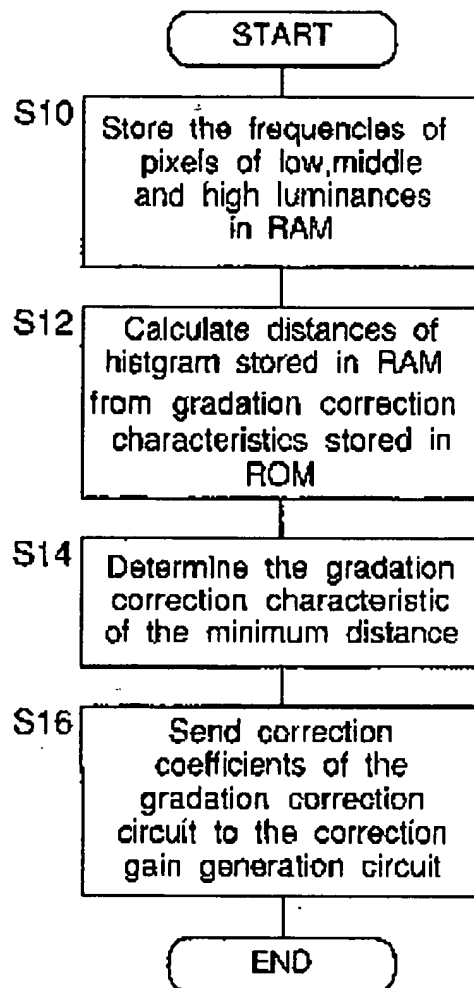 START
S10
Store the frequencies of
pixels of low,middle
and high luminances
in RAM
S12
Calculate distances of
histgram stored in RAM
from gradation correction
characteristics stored in
ROM
S14
Determine the gradation
correction characteristic
of the minimum distance
S16
Send correction
coefficients of the
gradation correction
circuit to the correction
gain generation circuit
END